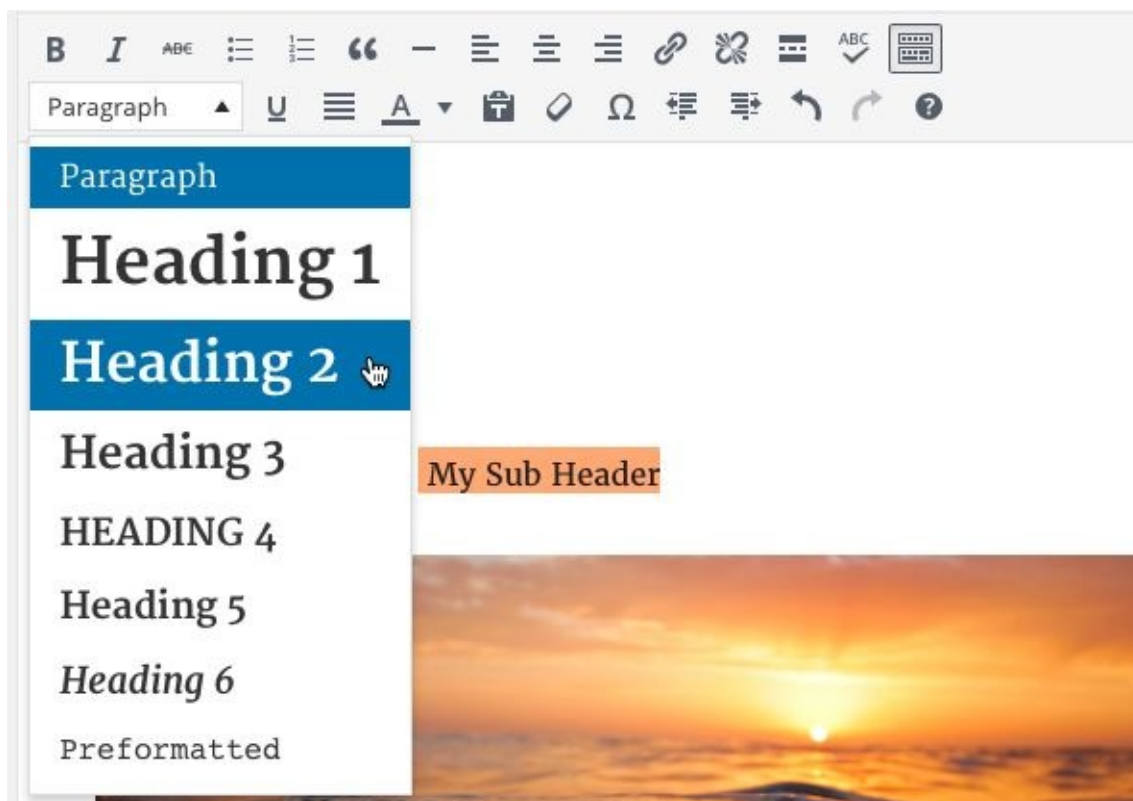 B I ABC
ABC
Paragraph U A Ω
Paragraph
Heading 1
Heading 2
Heading 3
My Sub Header
HEADING 4
Heading 5
Heading 6
Preformatted